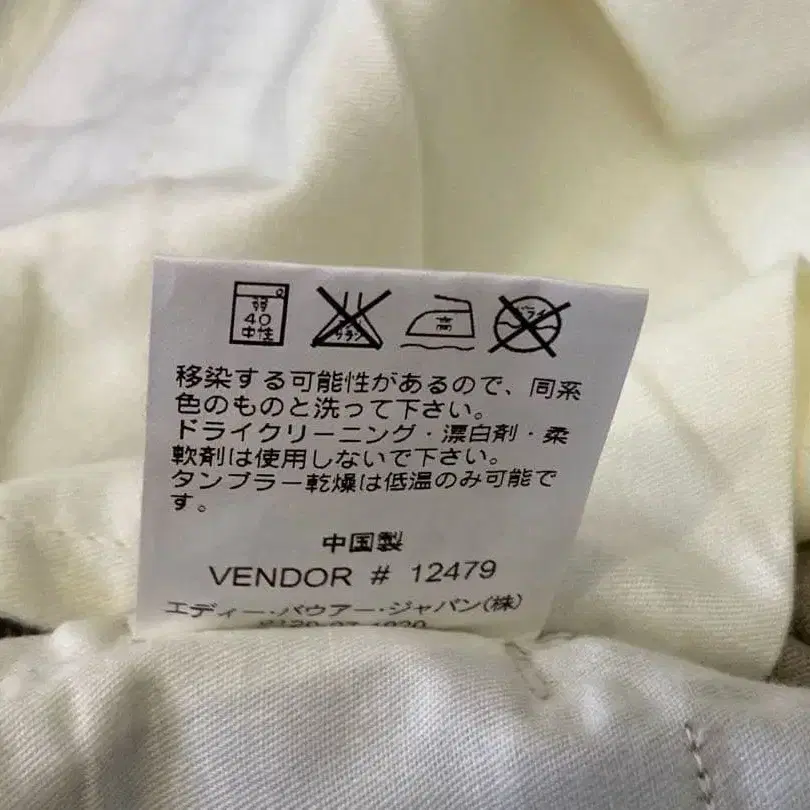 弱
40
中性
高
ドライ
移染する可能性があるので、同系
色のものと洗って下さい。
ドライクリーニング・漂白剤・柔
軟剤は使用しないで下さい。
タンブラー乾燥は低温のみ可能で
す。
中国製
VENDOR # 12479
エディー・バウアー・ジャパン(株)